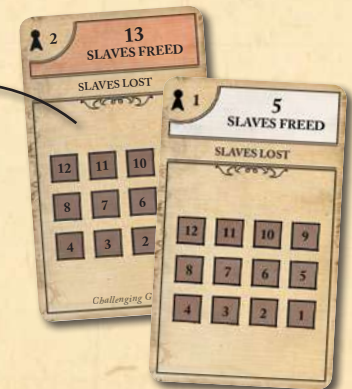 2 13
SLAVES FREED
SLAVES LOST
12 11 10
8 7 6
4 3 2
Challenging G
1 5
SLAVES FREED
SLAVES LOST
12 11 10 9
8 7 6 5
4 3 2 1